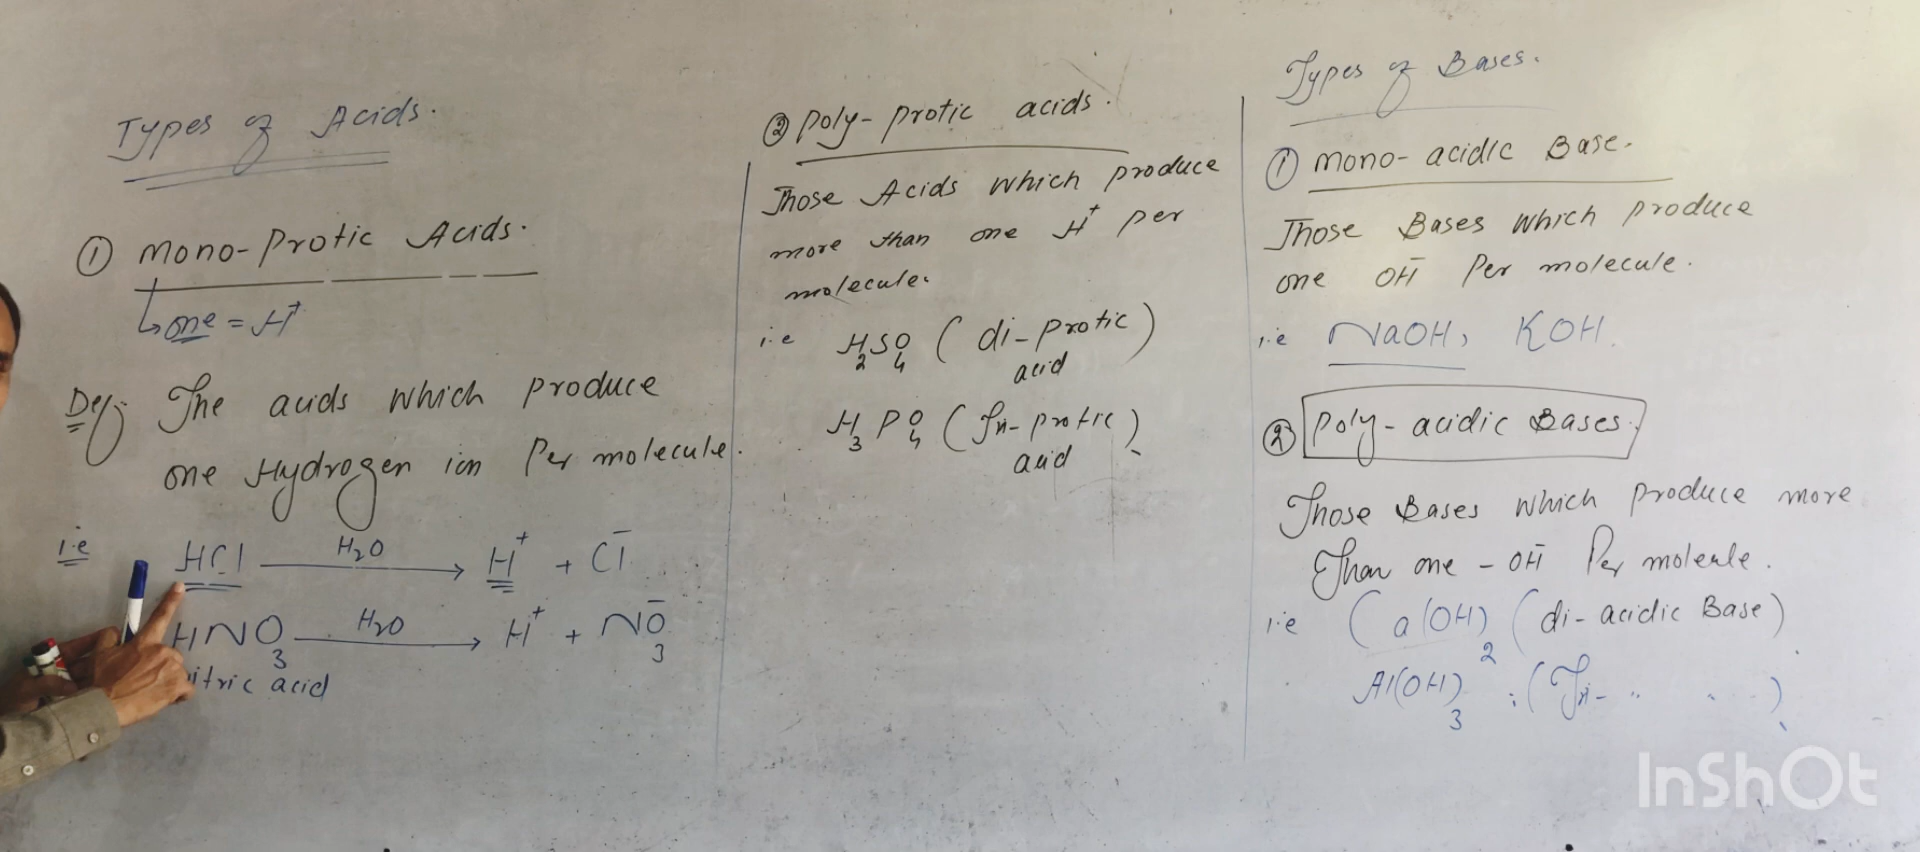 Types of Acids.
① Mono-Protic Acids.
↳ one = H⁺
Def:- The acids which produce
one Hydrogen ion Per molecule.
i.e HCl —H₂O→ H⁺ + Cl⁻
HNO₃ —H₂O→ H⁺ + NO₃⁻
itric acid
② Poly-protic acids.
Those Acids which produce
more than one H⁺ per
molecule.
i.e H₂SO₄ (di-protic
acid)
H₃PO₄ (Tri-protic
acid)
Types of Bases.
① mono-acidic Base.
Those Bases which produce
one OH⁻ Per molecule.
i.e NaOH, KOH.
② Poly-acidic Bases.
Those Bases which produce more
Than one - OH⁻ Per molecule.
i.e Ca(OH)₂ (di-acidic Base)
Al(OH)₃ : (Tri- " ")
InShOt